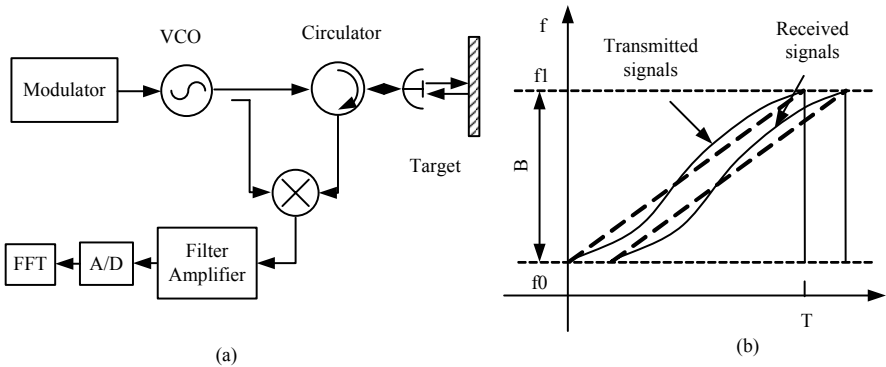 VCO
Circulator
Modulator
Target
FFT
A/D
Filter
Amplifier
(a)
f
Transmitted
signals
Received
signals
f1
B
f0
T
(b)